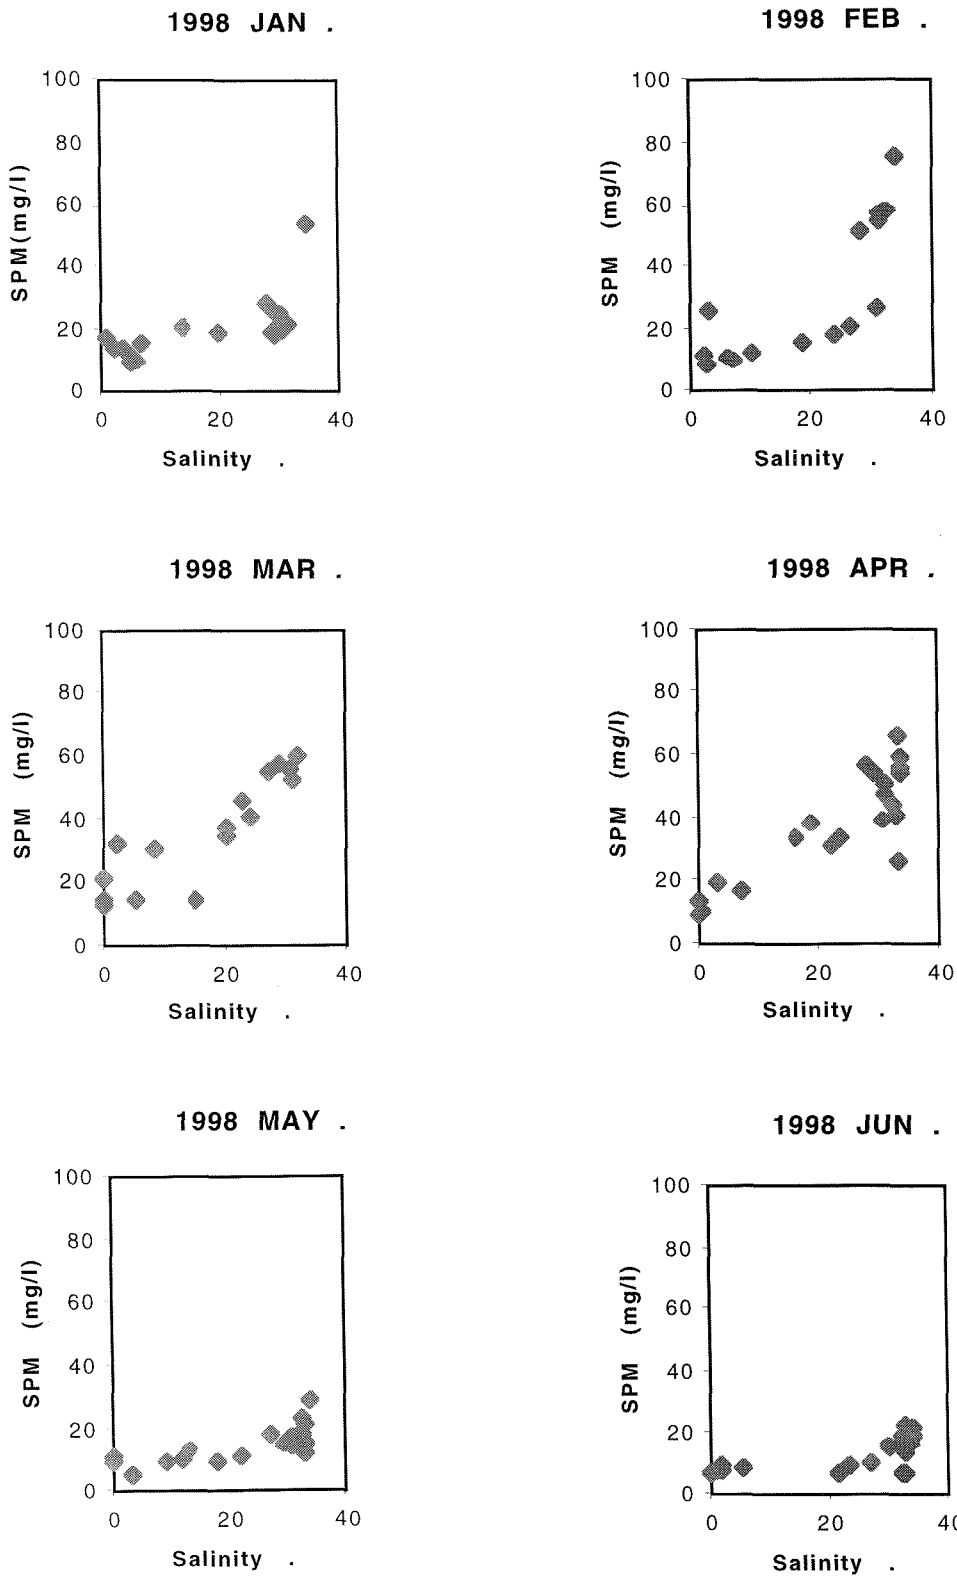 1998 JAN .
100
80
60
40
20
0
SPM(mg/l)
0 20 40
Salinity .
1998 FEB .
100
80
60
40
20
0
SPM (mg/l)
0 20 40
Salinity .
1998 MAR .
100
80
60
40
20
0
SPM (mg/l)
0 20 40
Salinity .
1998 APR .
100
80
60
40
20
0
SPM (mg/l)
0 20 40
Salinity .
1998 MAY .
100
80
60
40
20
0
SPM (mg/l)
0 20 40
Salinity .
1998 JUN .
100
80
60
40
20
0
SPM (mg/l)
0 20 40
Salinity .